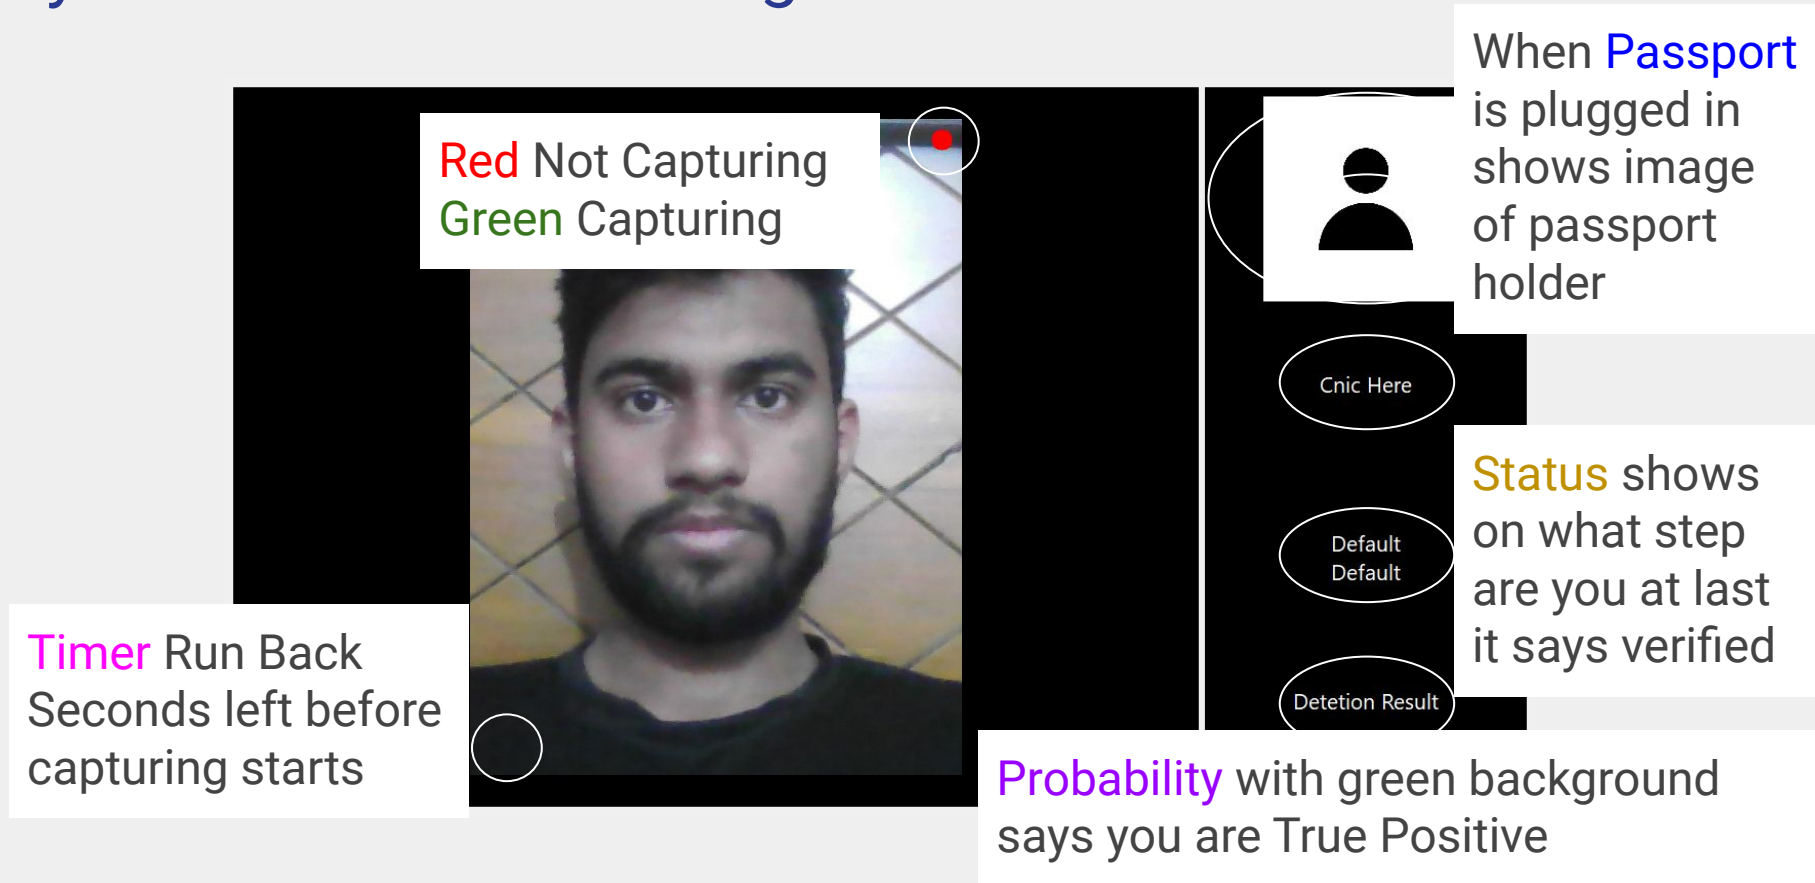 Red Not Capturing
Green Capturing
When Passport
is plugged in
shows image
of passport
holder
Cnic Here
Status shows
on what step
are you at last
it says verified
Default
Default
Timer Run Back
Seconds left before
capturing starts
Detetion Result
Probability with green background
says you are True Positive